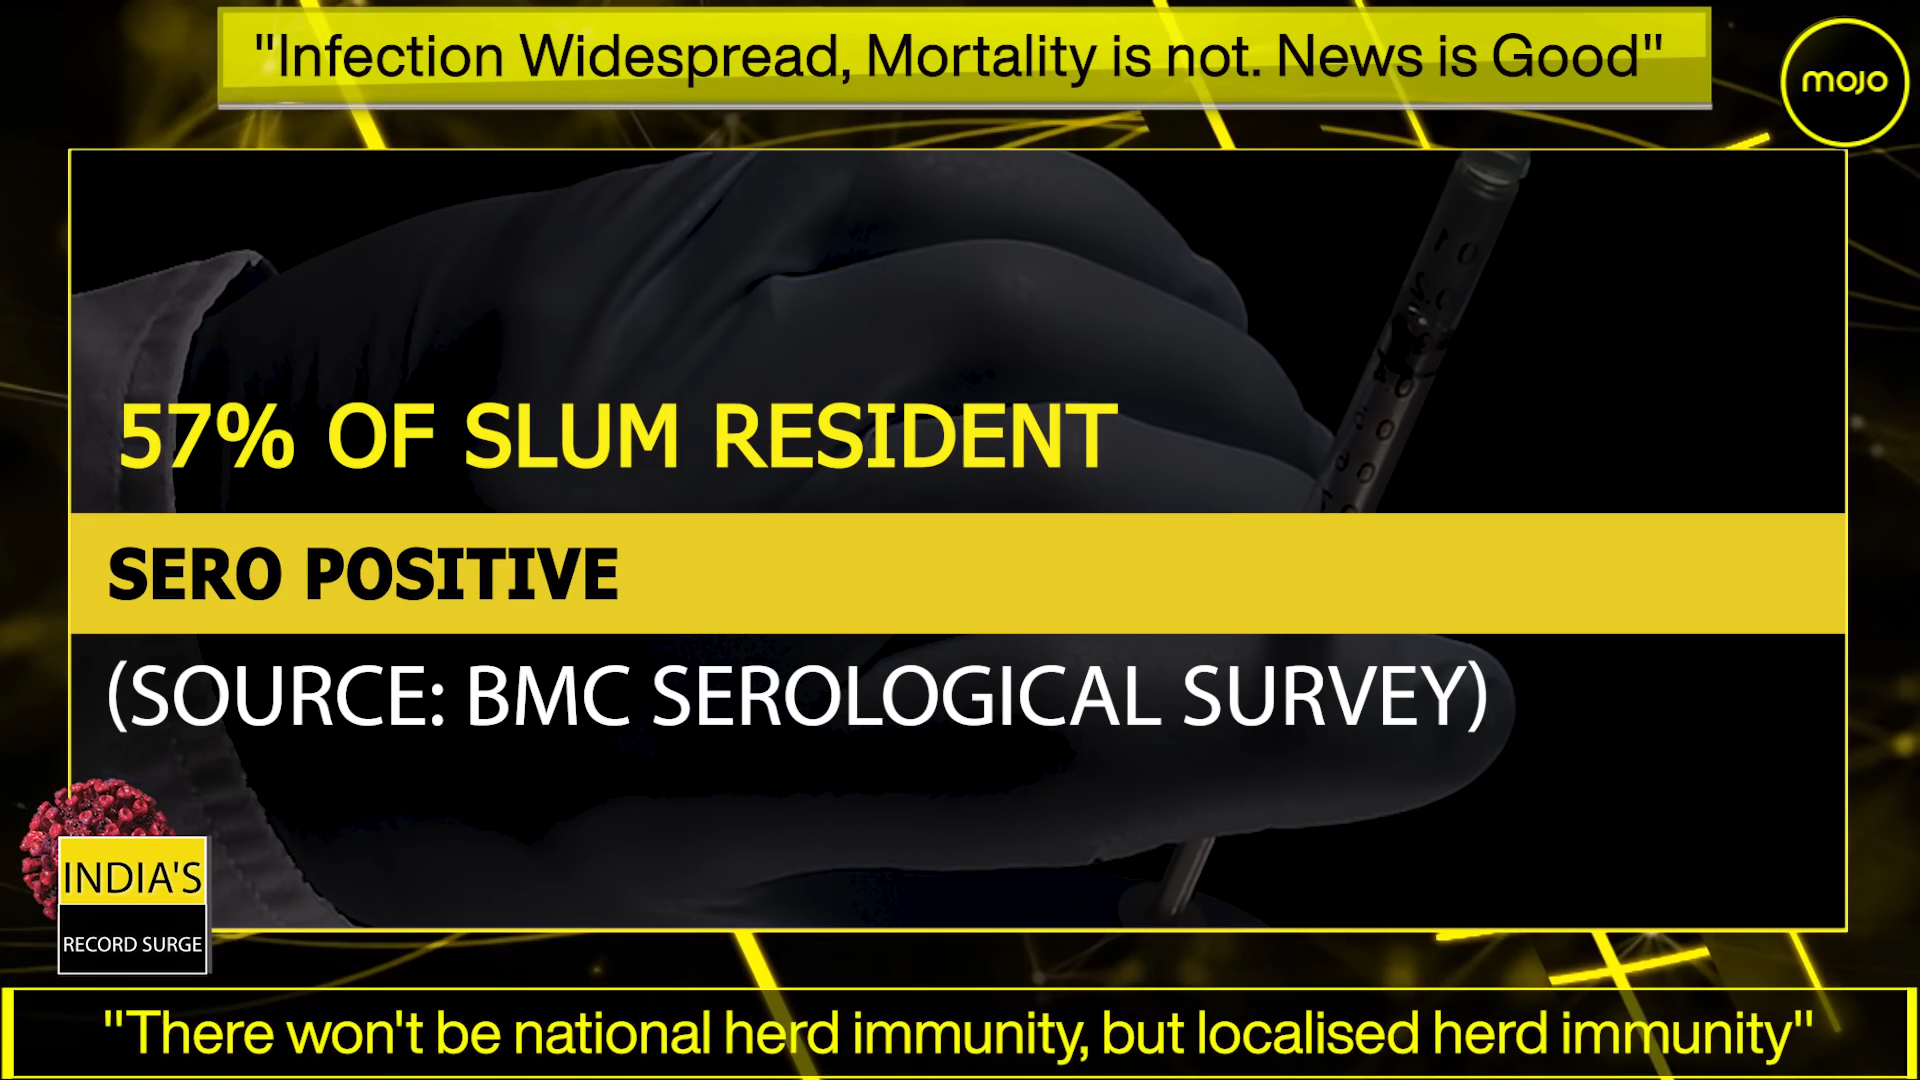 "Infection Widespread, Mortality is not. News is Good"
mojo
57% OF SLUM RESIDENT
SERO POSITIVE
(SOURCE: BMC SEROLOGICAL SURVEY)
INDIA'S
RECORD SURGE
"There won't be national herd immunity, but localised herd immunity"